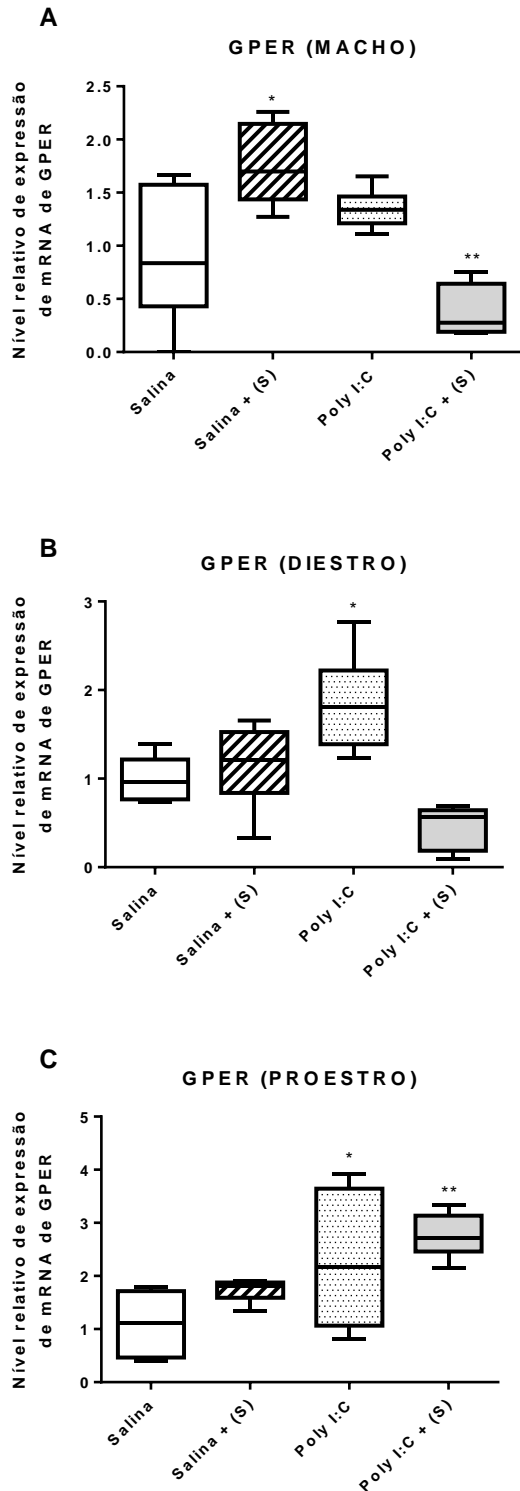 A
GPER (MACHO)
Nível relativo de expressão
de mRNA de GPER
2.5
2.0
1.5
1.0
0.5
0.0
*
**
Salina
Salina + (S)
Poly I:C
Poly I:C + (S)
B
GPER (DIESTRO)
Nível relativo de expressão
de mRNA de GPER
3
2
1
0
*
Salina
Salina + (S)
Poly I:C
Poly I:C + (S)
C
GPER (PROESTRO)
Nível relativo de expressão
de mRNA de GPER
5
4
3
2
1
0
*
**
Salina
Salina + (S)
Poly I:C
Poly I:C + (S)